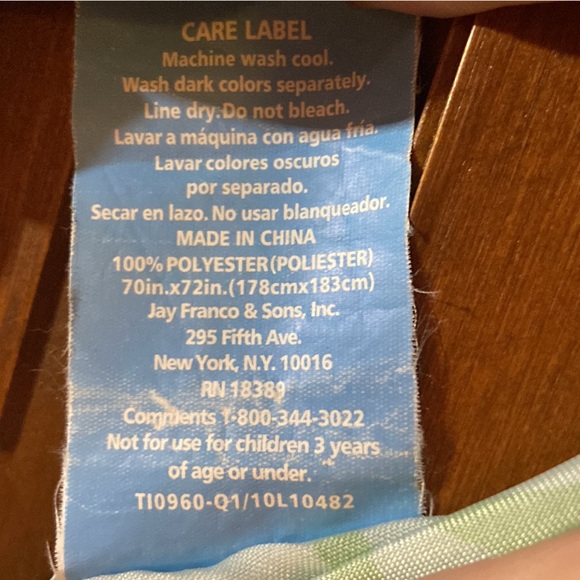 CARE LABEL
Machine wash cool.
Wash dark colors separately.
Line dry.Do not bleach.
Lavar a máquina con agua fría.
Lavar colores oscuros
por separado.
Secar en lazo. No usar blanqueador.
MADE IN CHINA
100% POLYESTER(POLIESTER)
70in.x72in.(178cmx183cm)
Jay Franco & Sons, Inc.
295 Fifth Ave.
New York, N.Y. 10016
RN 18389
Comments 1-800-344-3022
Not for use for children 3 years
of age or under.
TI0960-Q1/10L10482